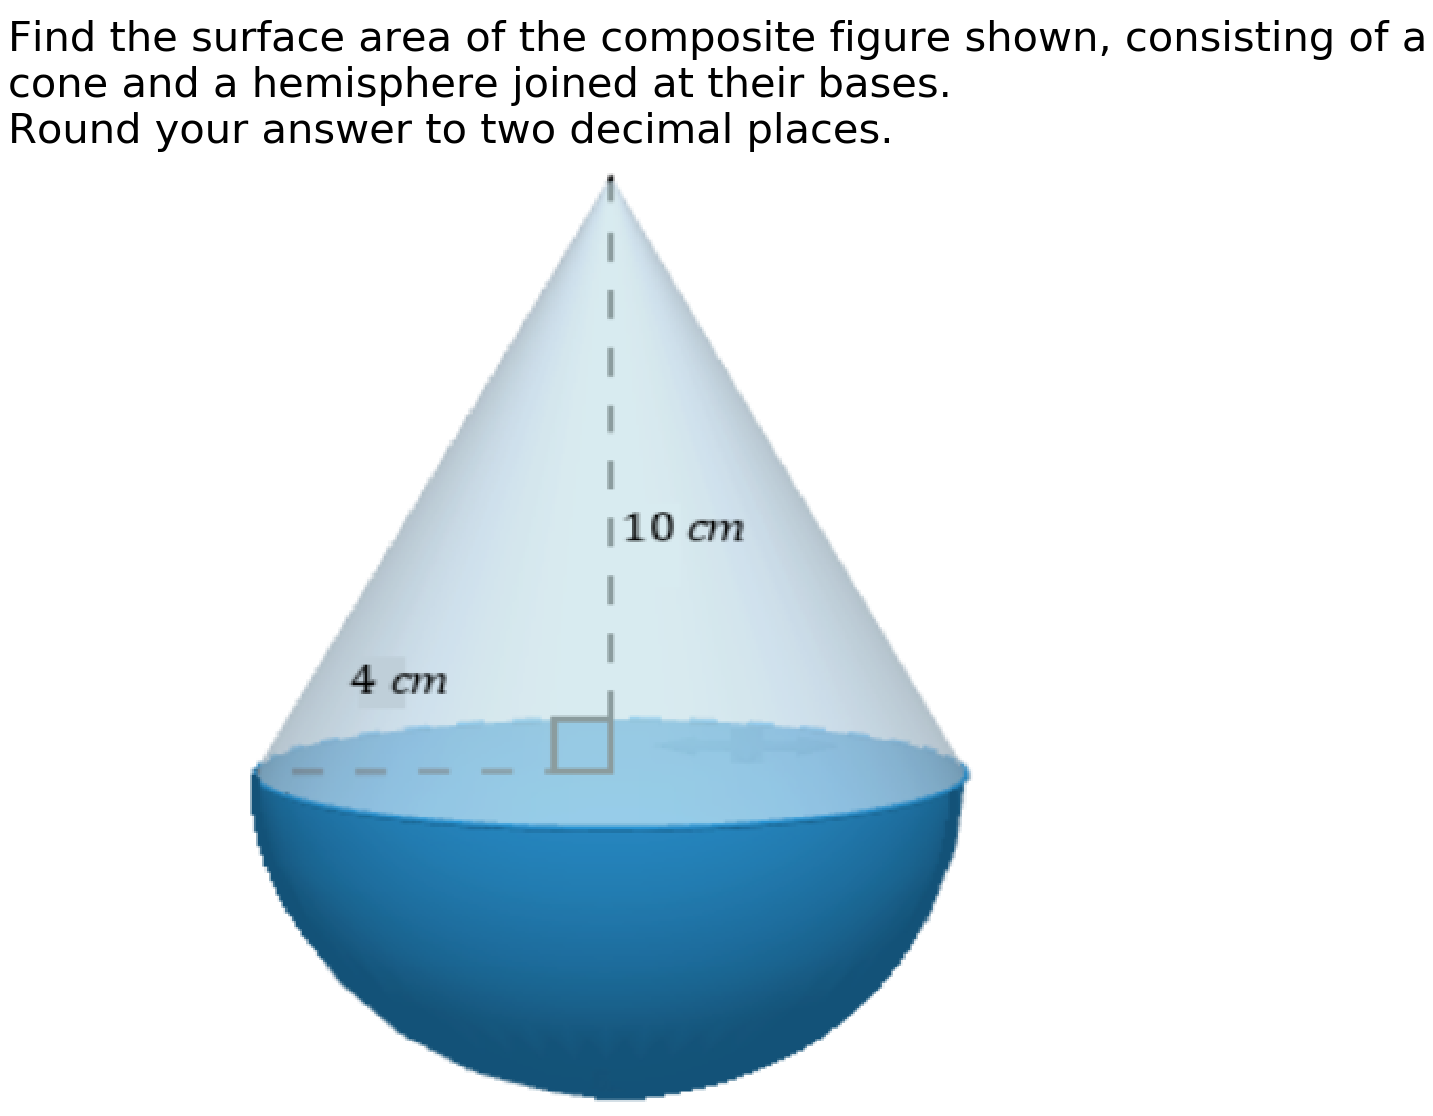 Find the surface area of the composite figure shown, consisting of a
cone and a hemisphere joined at their bases.
Round your answer to two decimal places.
10 cm
4 cm